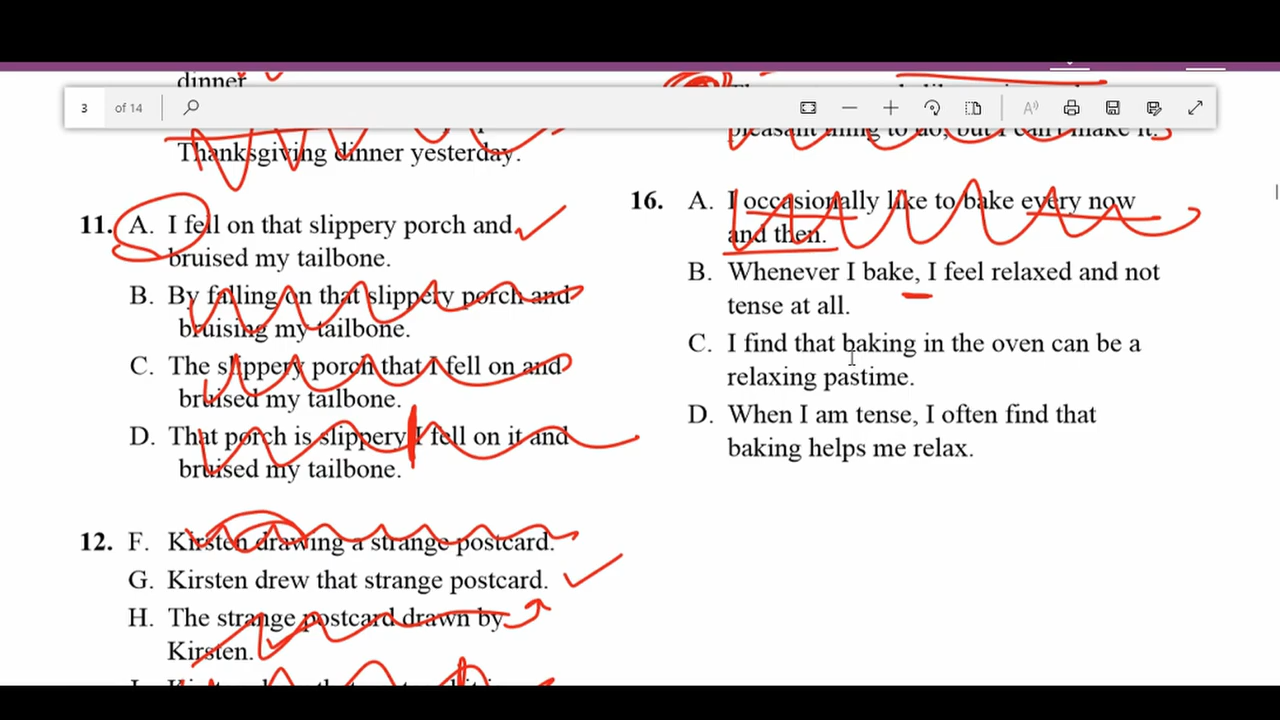 dinner
3 of 14
Thanksgiving dinner yesterday.
11. A. I fell on that slippery porch and
bruised my tailbone.
B. By falling on that slippery porch and
bruising my tailbone.
C. The slippery porch that I fell on and
bruised my tailbone.
D. That porch is slippery I fell on it and
bruised my tailbone.
12. F. Kirsten drawing a strange postcard.
G. Kirsten drew that strange postcard.
H. The strange postcard drawn by
Kirsten.
pleasant thing to do, but I can't make it.
16. A. I occasionally like to bake every now
and then.
B. Whenever I bake, I feel relaxed and not
tense at all.
C. I find that baking in the oven can be a
relaxing pastime.
D. When I am tense, I often find that
baking helps me relax.